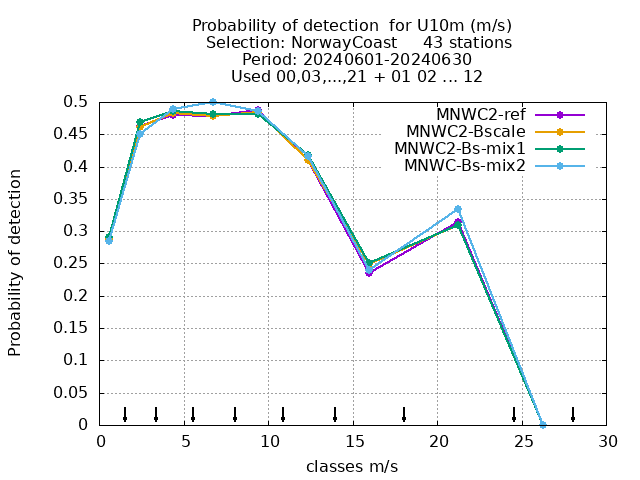 Probability of detection  for U10m (m/s)
Selection: NorwayCoast     43 stations
Period: 20240601-20240630
Used 00,03,...,21 + 01 02 ... 12
MNWC2-ref
MNWC2-Bscale
MNWC2-Bs-mix1
MNWC-Bs-mix2
Probability of detection
0.5
0.45
0.4
0.35
0.3
0.25
0.2
0.15
0.1
0.05
0
0 5 10 15 20 25 30
classes m/s